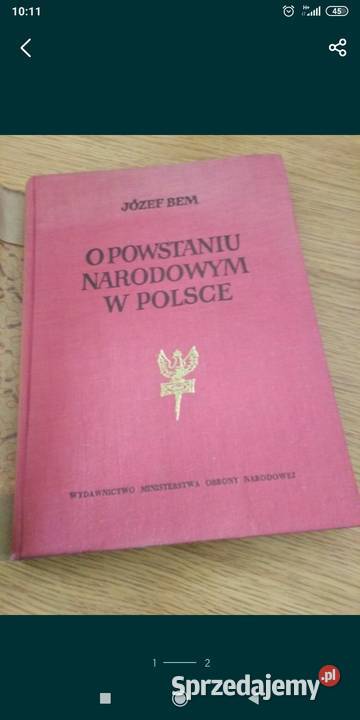 10:11
45
JÓZEF BEM
O POWSTANIU
NARODOWYM
W POLSCE
WYDAWNICTWO MINISTERSTWA OBRONY NARODOWEJ
1 2
Sprzedajemy.pl